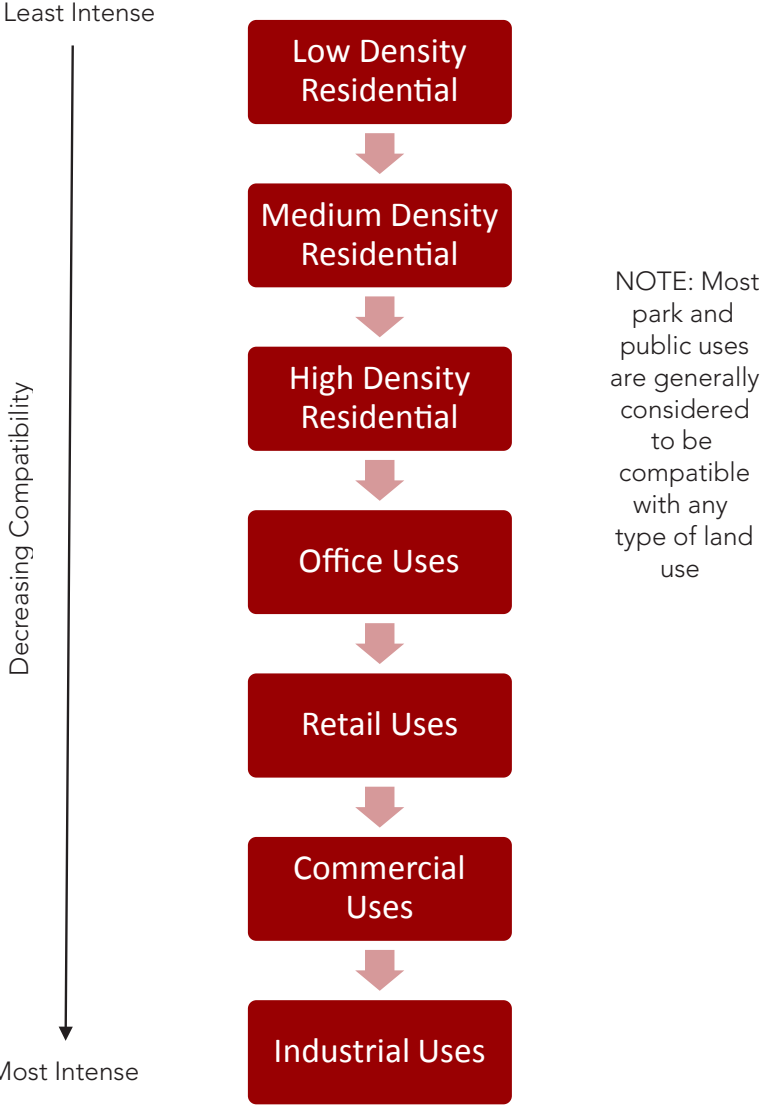 Least Intense
Low Density
Residential
Medium Density
Residential
High Density
Residential
Office Uses
Retail Uses
Commercial
Uses
Industrial Uses
Decreasing Compatibility
Most Intense
NOTE: Most
park and
public uses
are generally
considered
to be
compatible
with any
type of land
use